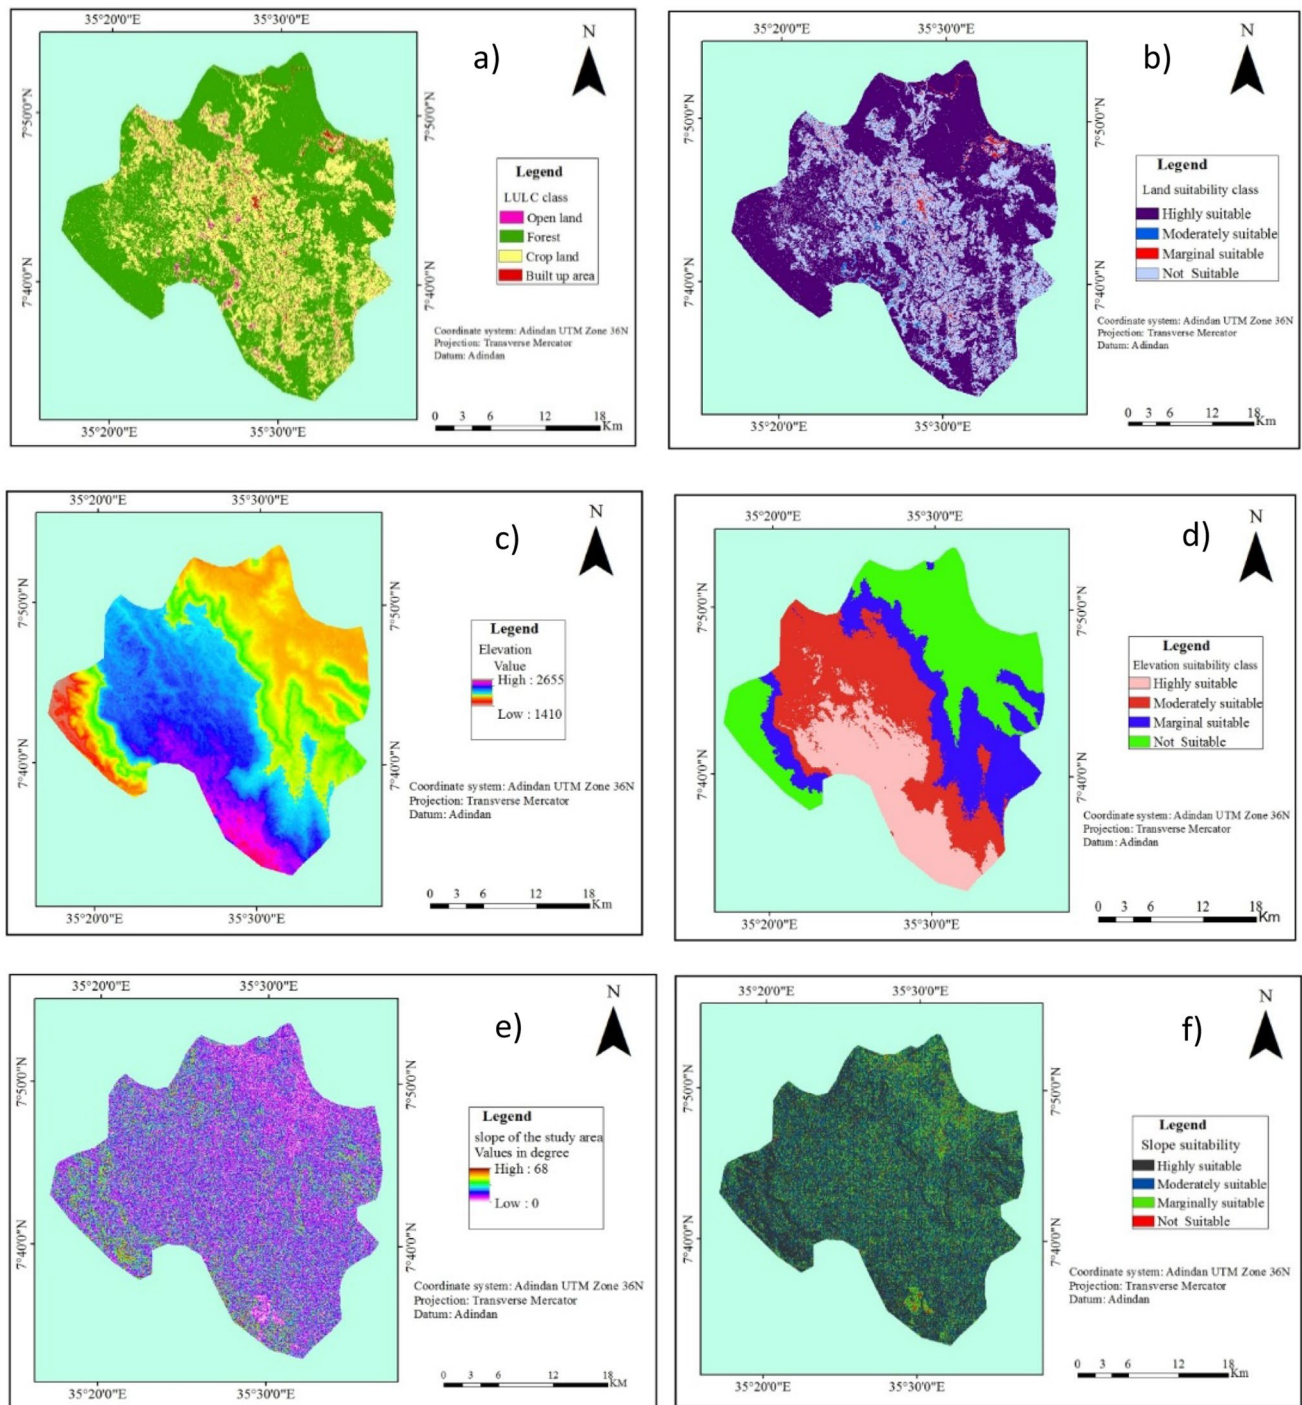 35°20'0"E 35°30'0"E
a)
N
7°50'0"N 7°50'0"N
Legend
LULC class
Open land
Forest
Crop land
Built up area
7°40'0"N 7°40'0"N
Coordinate system: Adindan UTM Zone 36N
Projection: Transverse Mercator
Datum: Adindan
0 3 6 12 18
Km
35°20'0"E 35°30'0"E
35°20'0"E 35°30'0"E
b)
N
7°50'0"N 7°50'0"N
Legend
Land suitability class
Highly suitable
Moderately suitable
Marginal suitable
Not Suitable
7°40'0"N 7°40'0"N
Coordinate system: Adindan UTM Zone 36N
Projection: Transverse Mercator
Datum: Adindan
0 3 6 12 18
Km
35°20'0"E 35°30'0"E
35°20'0"E 35°30'0"E
c)
N
7°50'0"N 7°50'0"N
Legend
Elevation
Value
High : 2655
Low : 1410
7°40'0"N 7°40'0"N
Coordinate system: Adindan UTM Zone 36N
Projection: Transverse Mercator
Datum: Adindan
0 3 6 12 18
Km
35°20'0"E 35°30'0"E
35°20'0"E 35°30'0"E
d)
N
7°50'0"N 7°50'0"N
Legend
Elevation suitability class
Highly suitable
Moderately suitable
Marginal suitable
Not Suitable
7°40'0"N 7°40'0"N
Coordinate system: Adindan UTM Zone 36N
Projection: Transverse Mercator
Datum: Adindan
0 3 6 12 18
Km
35°20'0"E 35°30'0"E
35°20'0"E 35°30'0"E
e)
N
7°50'0"N 7°50'0"N
Legend
slope of the study area
Values in degree
High : 68
Low : 0
7°40'0"N 7°40'0"N
Coordinate system: Adindan UTM Zone 36N
Projection: Transverse Mercator
Datum: Adindan
0 3 6 12 18
KM
35°20'0"E 35°30'0"E
35°20'0"E 35°30'0"E
f)
N
7°50'0"N 7°50'0"N
Legend
Slope suitability
Highly suitable
Moderately suitable
Marginally suitable
Not Suitable
7°40'0"N 7°40'0"N
Coordinate system: Adindan UTM Zone 36N
Projection: Transverse Mercator
Datum: Adindan
0 3 6 12 18
Km
35°20'0"E 35°30'0"E